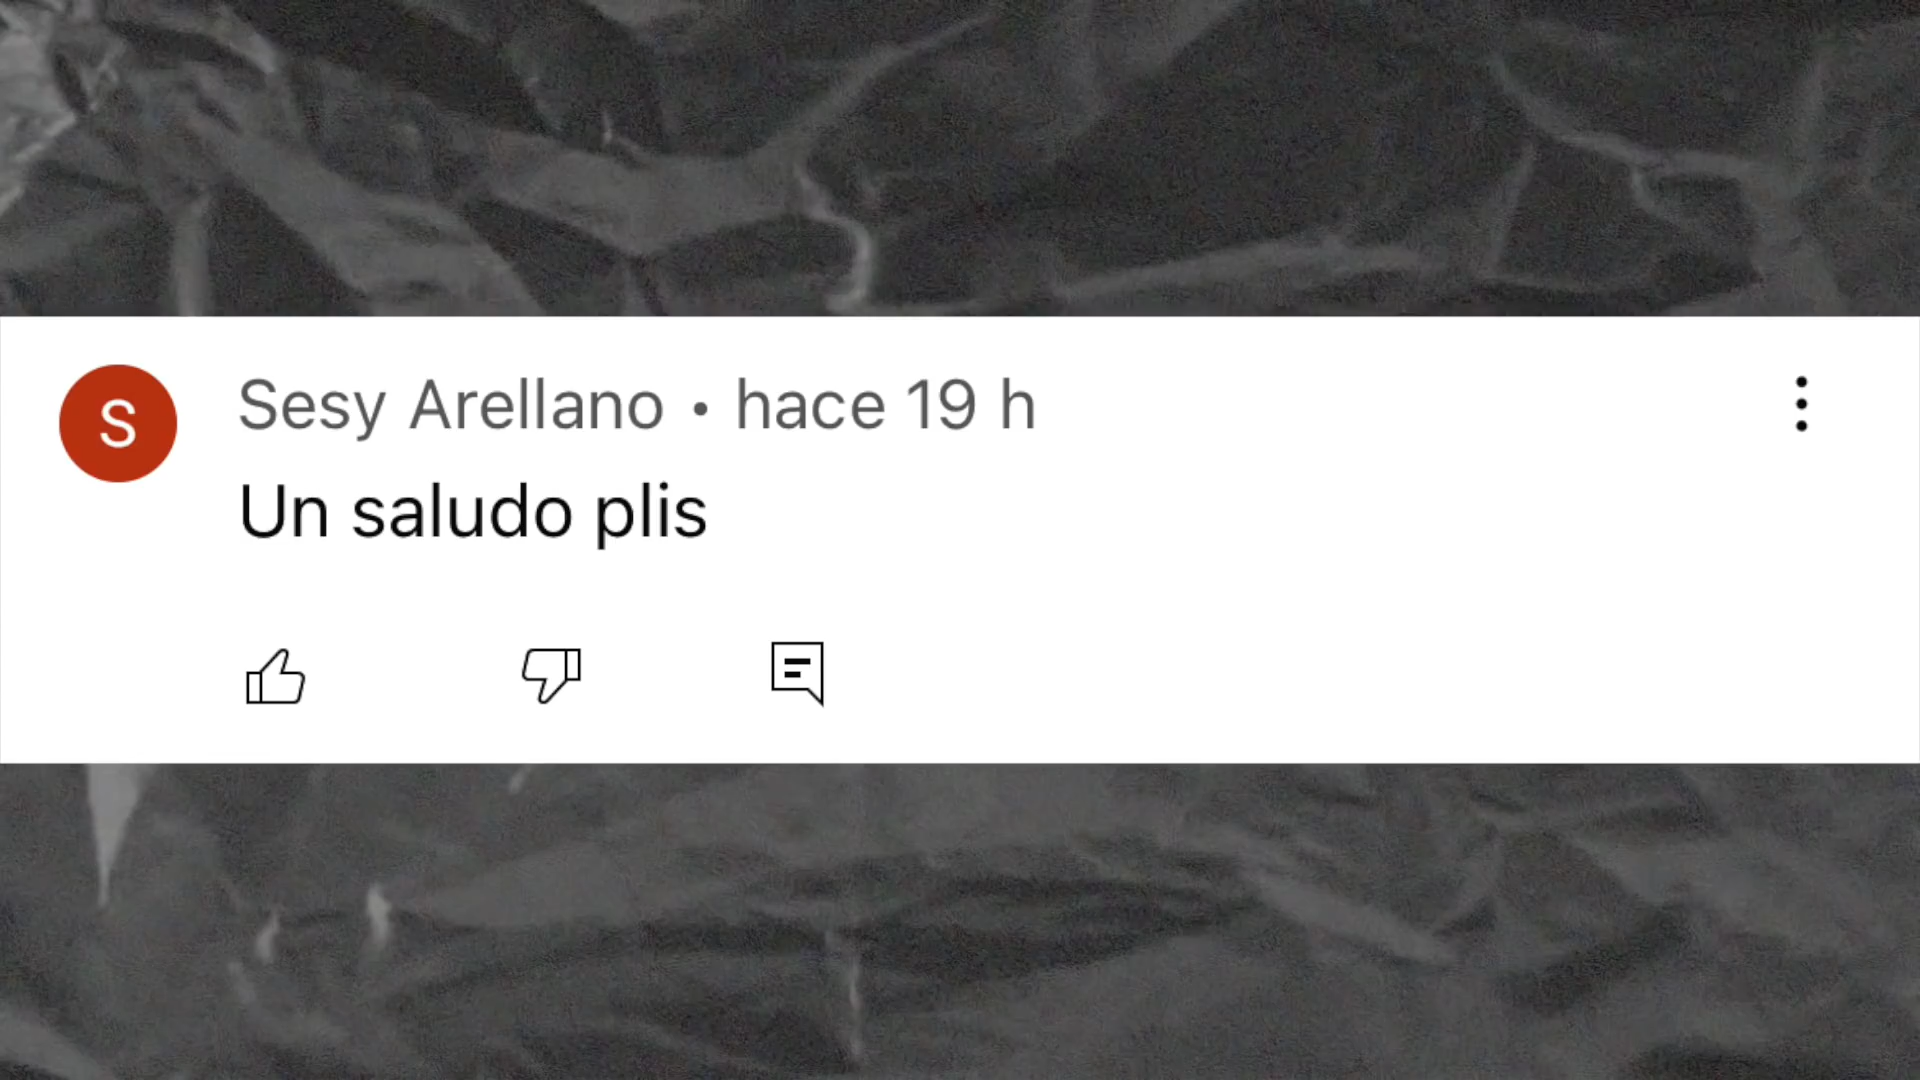 S
Sesy Arellano • hace 19 h
Un saludo plis